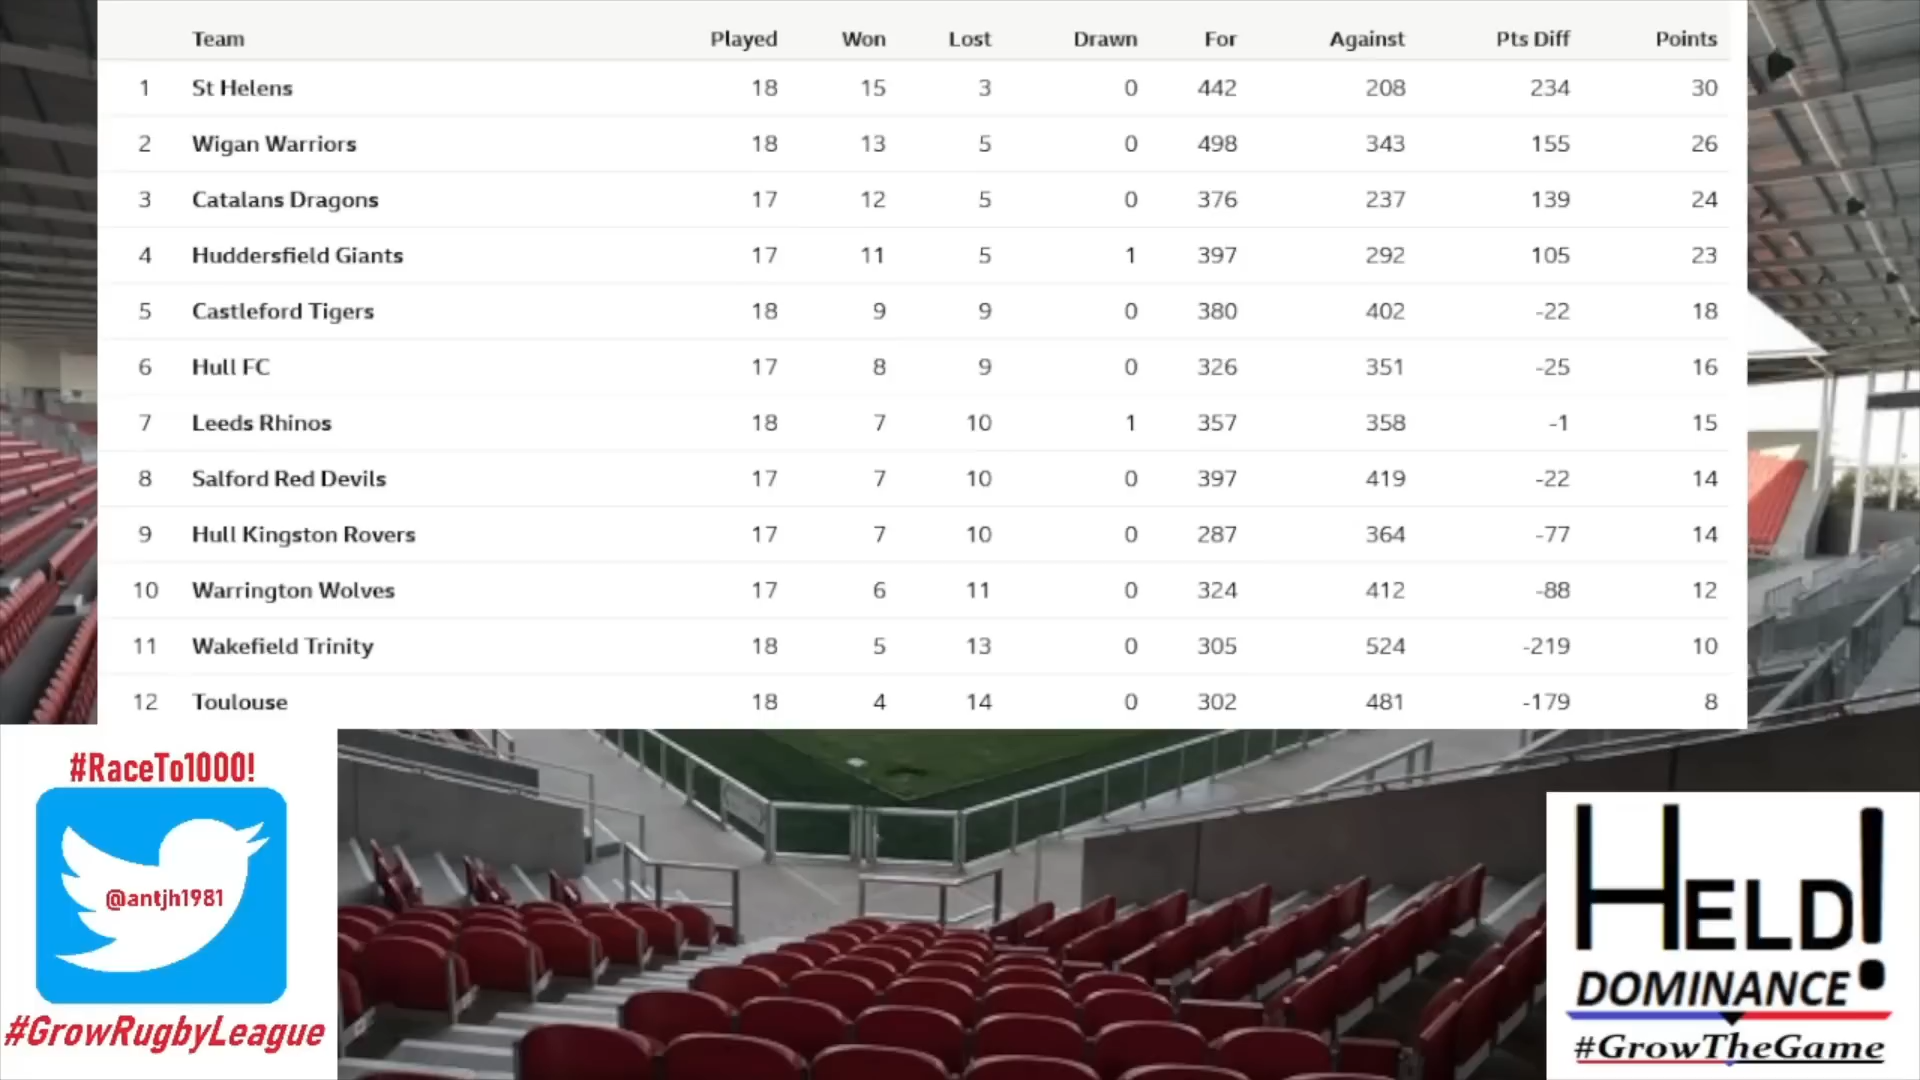 Team Played Won Lost Drawn For Against Pts Diff Points
1 St Helens 18 15 3 0 442 208 234 30
2 Wigan Warriors 18 13 5 0 498 343 155 26
3 Catalans Dragons 17 12 5 0 376 237 139 24
4 Huddersfield Giants 17 11 5 1 397 292 105 23
5 Castleford Tigers 18 9 9 0 380 402 -22 18
6 Hull FC 17 8 9 0 326 351 -25 16
7 Leeds Rhinos 18 7 10 1 357 358 -1 15
8 Salford Red Devils 17 7 10 0 397 419 -22 14
9 Hull Kingston Rovers 17 7 10 0 287 364 -77 14
10 Warrington Wolves 17 6 11 0 324 412 -88 12
11 Wakefield Trinity 18 5 13 0 305 524 -219 10
12 Toulouse 18 4 14 0 302 481 -179 8
#RaceTo1000!
@antjh1981
#GrowRugbyLeague
HELD!
DOMINANCE
#GrowTheGame